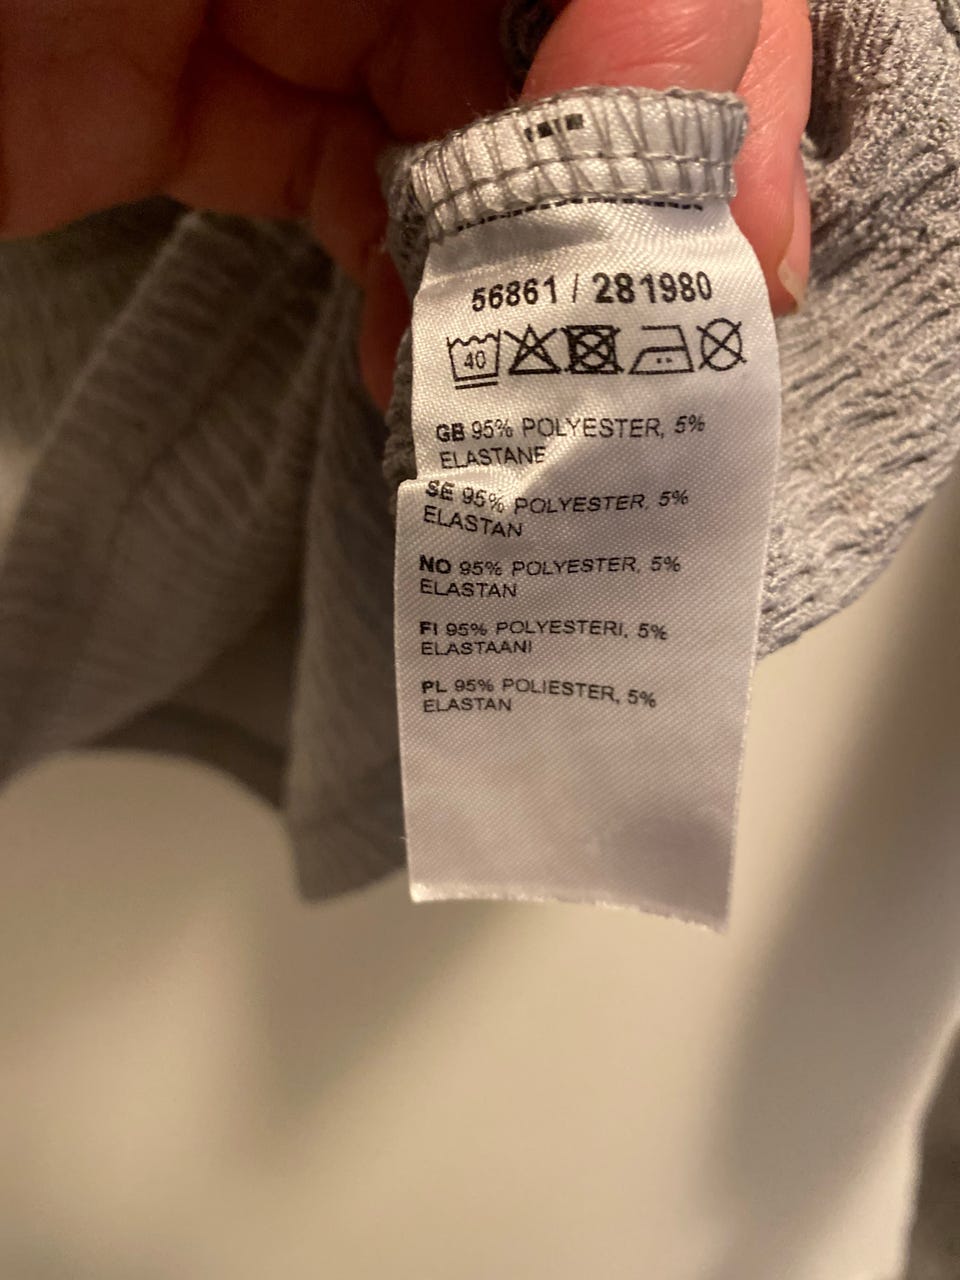 56861 / 281980
40
GB 95% POLYESTER, 5%
ELASTANE
SE 95% POLYESTER, 5%
ELASTAN
NO 95% POLYESTER, 5%
ELASTAN
FI 95% POLYESTERI, 5%
ELASTAANI
PL 95% POLIESTER, 5%
ELASTAN